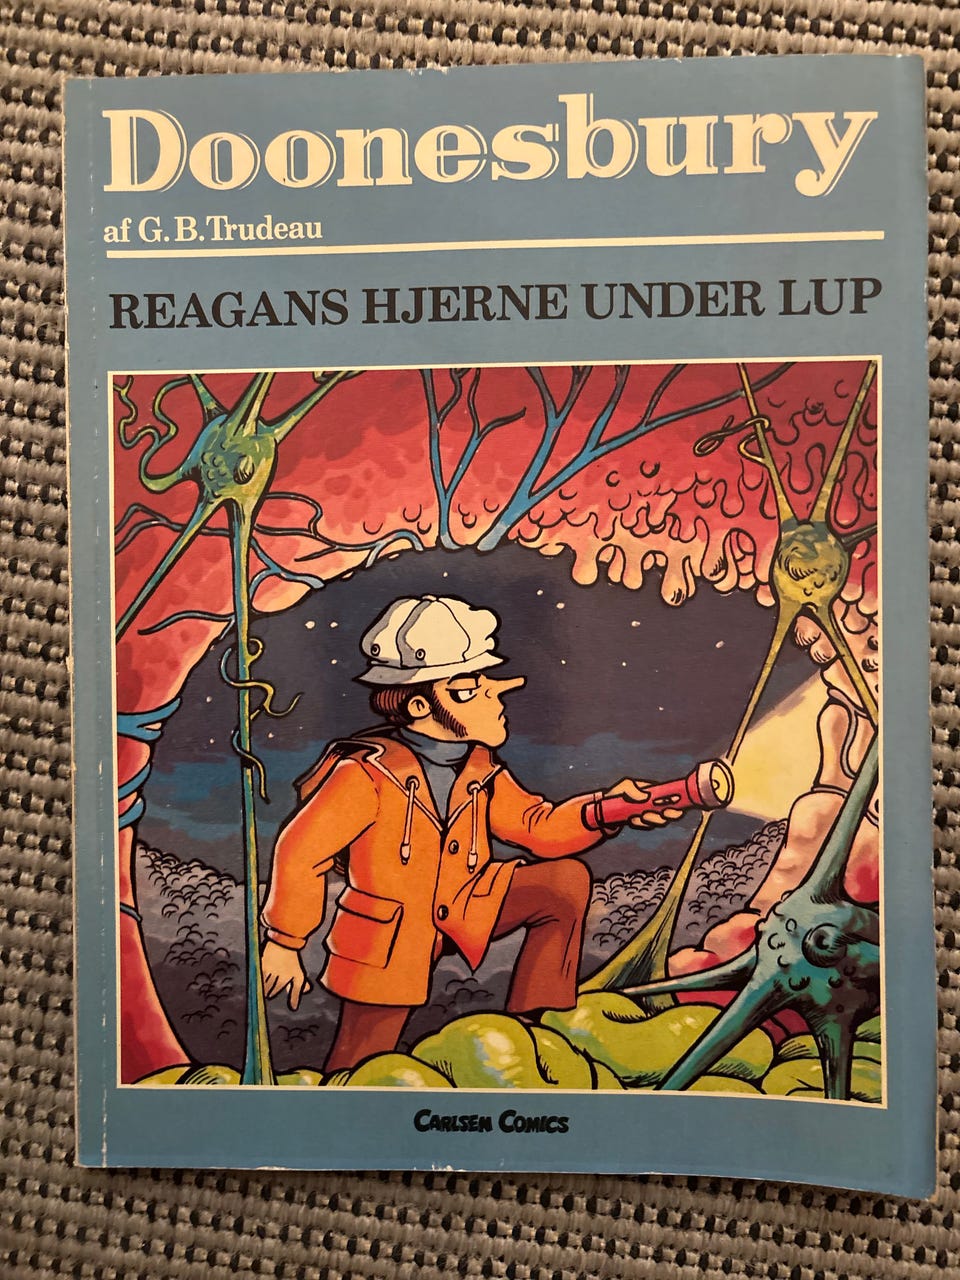 Doonesbury
af G.B.Trudeau
REAGANS HJERNE UNDER LUP
CARLSEN COMICS